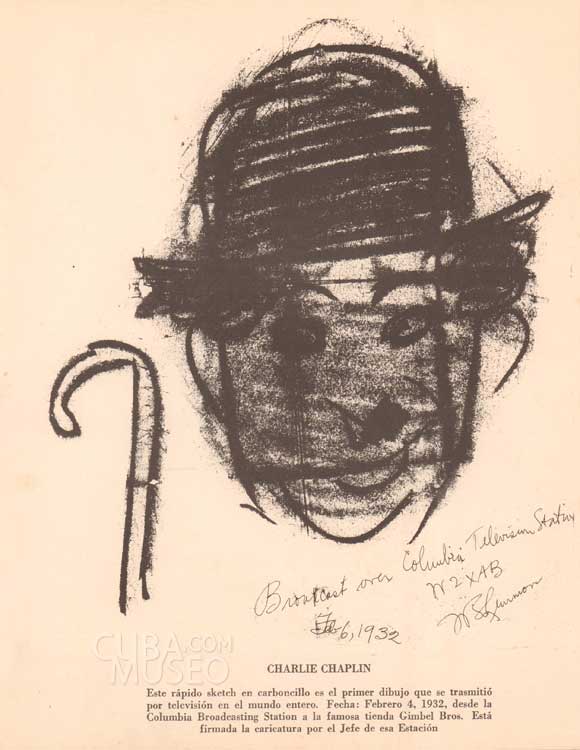 Broadcast over Columbia Television Station
W2XAB
Feb 6, 1932
CUBA.COM
MUSEO
CHARLIE CHAPLIN
Este rápido sketch en carboncillo es el primer dibujo que se trasmitió
por televisión en el mundo entero. Fecha: Febrero 4, 1932, desde la
Columbia Broadcasting Station a la famosa tienda Gimbel Bros. Está
firmada la caricatura por el Jefe de esa Estación